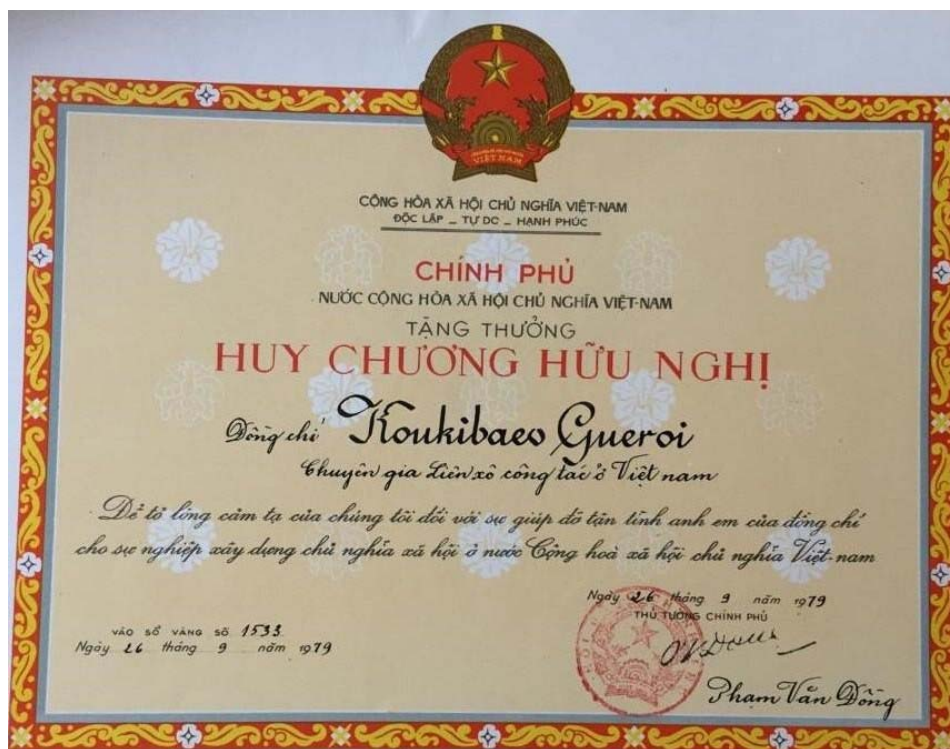 VIỆT NAM
CỘNG HÒA XÃ HỘI CHỦ NGHĨA VIỆT-NAM
ĐỘC LẬP _ TỰ DC _ HẠNH PHÚC
CHÍNH PHỦ
NƯỚC CỘNG HÒA XÃ HỘI CHỦ NGHĨA VIỆT-NAM
TẶNG THƯỞNG
HUY CHƯƠNG HỮU NGHỊ
Đồng chí Koukibaeo Gueroi
Chuyên gia Liên xô công tác ở Việt nam
Để tỏ lòng cảm tạ của chúng tôi đối với sự giúp đỡ tận tình anh em của đồng chí
cho sự nghiệp xây dựng chủ nghĩa xã hội ở nước Cộng hoà xã hội chủ nghĩa Việt-nam
Ngày 26 tháng 9 năm 1979
THỦ TƯỚNG CHÍNH PHỦ
VÀO SỔ VÀNG SỐ 1533
Ngày 26 tháng 9 năm 1979
Phạm Văn Đồng